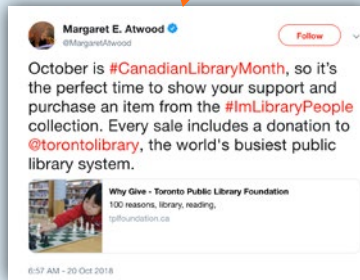 Margaret E. Atwood
@MargaretAtwood
Follow
October is #CanadianLibraryMonth, so it's
the perfect time to show your support and
purchase an item from the #ImLibraryPeople
collection. Every sale includes a donation to
@torontolibrary, the world's busiest public
library system.
Why Give - Toronto Public Library Foundation
100 reasons, library, reading,
tplfoundation.ca
6:57 AM - 20 Oct 2018